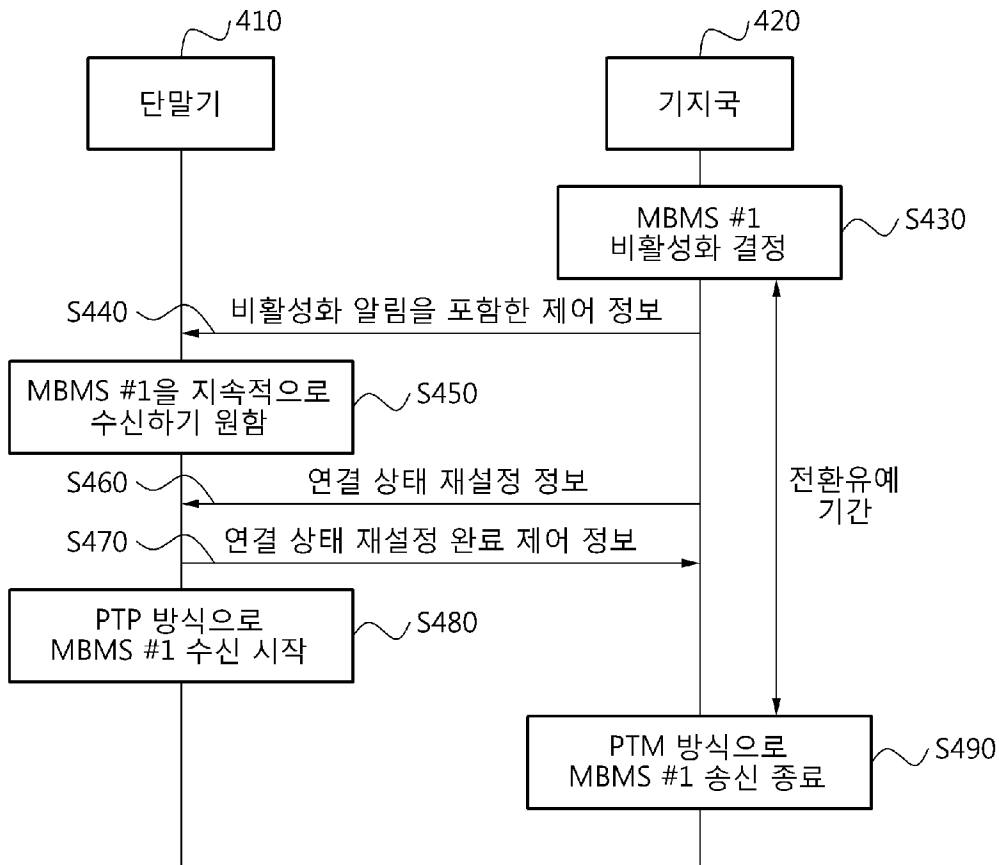 410
420
단말기
기지국
MBMS #1
비활성화 결정
S430
S440
비활성화 알림을 포함한 제어 정보
MBMS #1을 지속적으로
수신하기 원함
S450
S460
연결 상태 재설정 정보
전환유예
기간
S470
연결 상태 재설정 완료 제어 정보
PTP 방식으로
MBMS #1 수신 시작
S480
PTM 방식으로
MBMS #1 송신 종료
S490